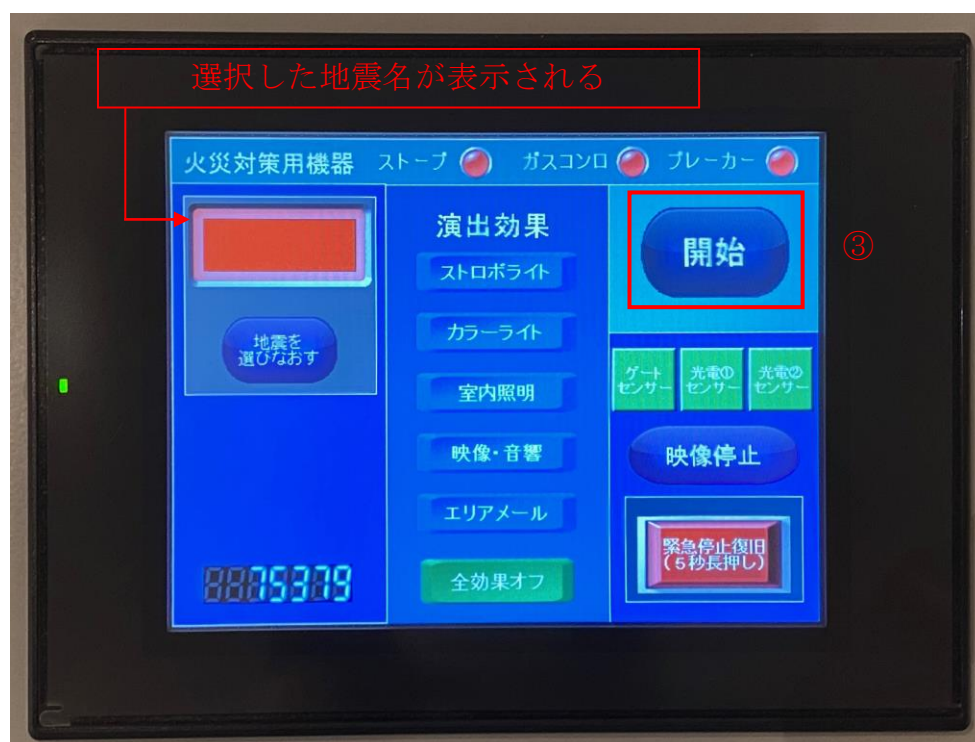 選択した地震名が表示される
火災対策用機器 ストーブ ガスコンロ ブレーカー
地震を
選びなおす
75379
演出効果
ストロボライト
カラーライト
室内照明
映像・音響
エリアメール
全効果オフ
開始
③
ゲート
センサー
光電①
センサー
光電②
センサー
映像停止
緊急停止復旧
(5秒長押し)